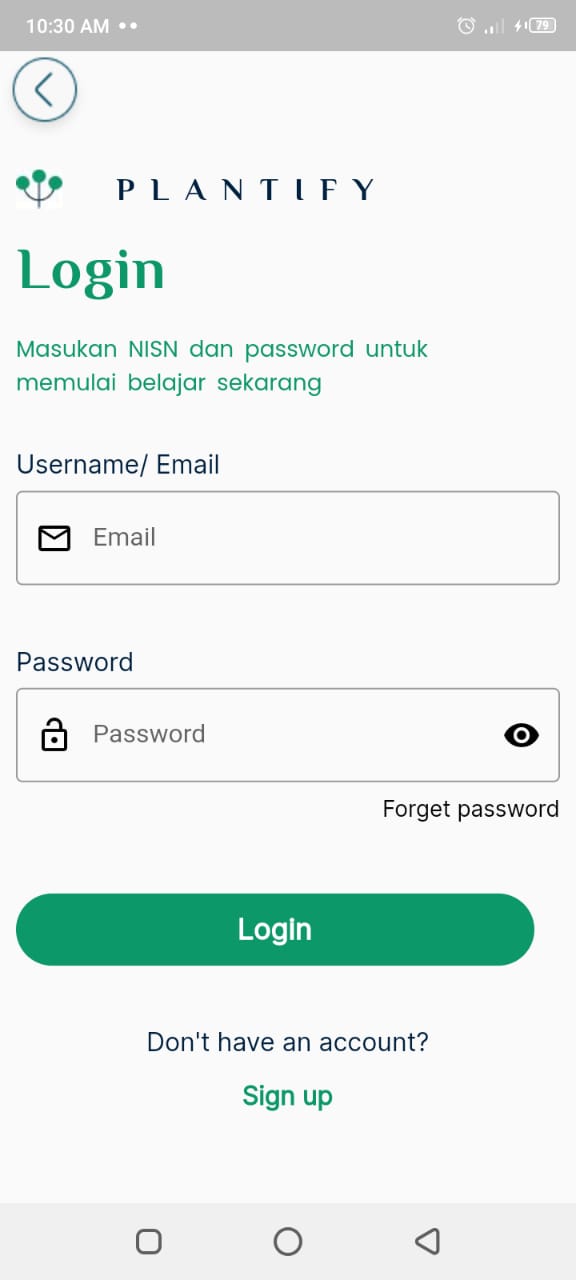 10:30 AM
79
PLANTIFY
Login
Masukan NISN dan password untuk
memulai belajar sekarang
Username/ Email
Email
Password
Password
Forget password
Login
Don't have an account?
Sign up